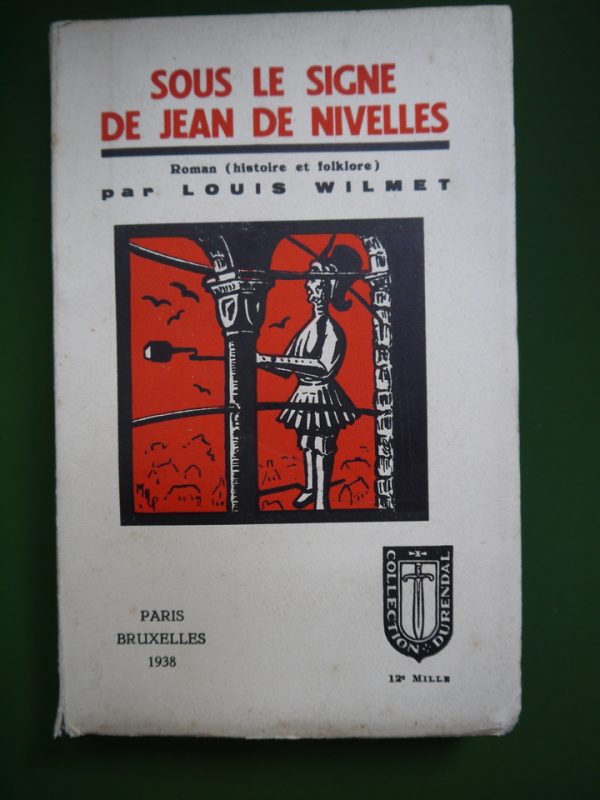 SOUS LE SIGNE
DE JEAN DE NIVELLES
Roman (histoire et folklore)
par LOUIS WILMET
COLLECTION DURENDAL
PARIS
BRUXELLES
1938
12e MILLE